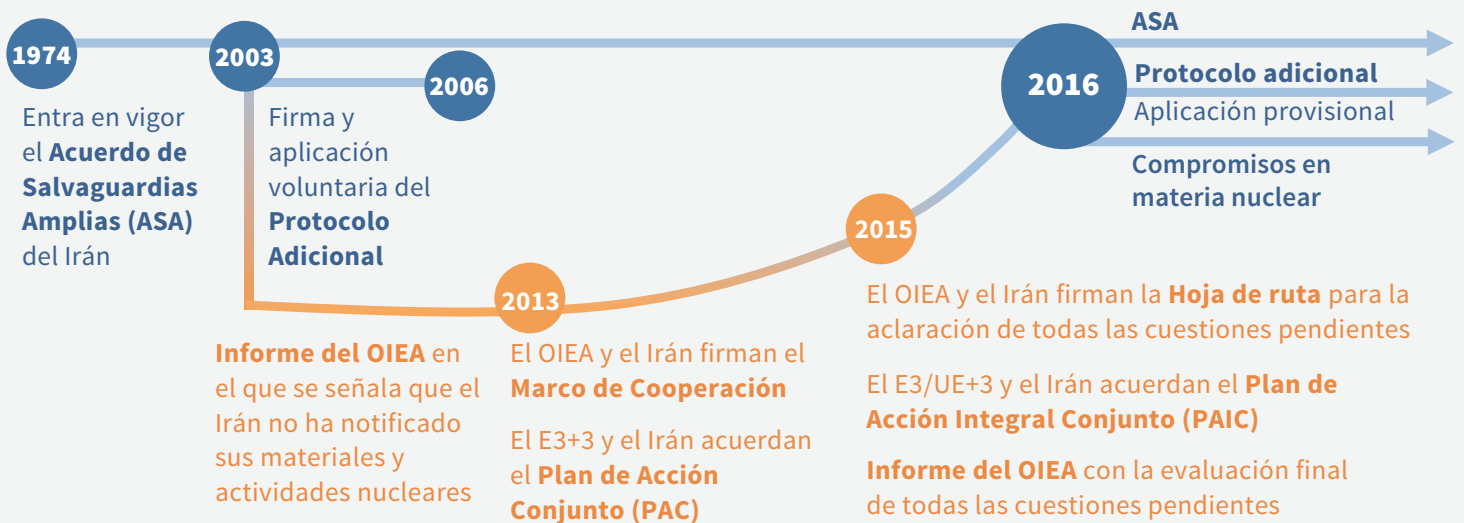 1974
Entra en vigor
el Acuerdo de
Salvaguardias
Amplias (ASA)
del Irán
2003
2006
Firma y
aplicación
voluntaria del
Protocolo
Adicional
Informe del OIEA en
el que se señala que el
Irán no ha notificado
sus materiales y
actividades nucleares
2013
El OIEA y el Irán firman el
Marco de Cooperación
El E3+3 y el Irán acuerdan
el Plan de Acción
Conjunto (PAC)
2015
El OIEA y el Irán firman la Hoja de ruta para la
aclaración de todas las cuestiones pendientes
El E3/UE+3 y el Irán acuerdan el Plan de
Acción Integral Conjunto (PAIC)
Informe del OIEA con la evaluación final
de todas las cuestiones pendientes
2016
ASA
Protocolo adicional
Aplicación provisional
Compromisos en
materia nuclear